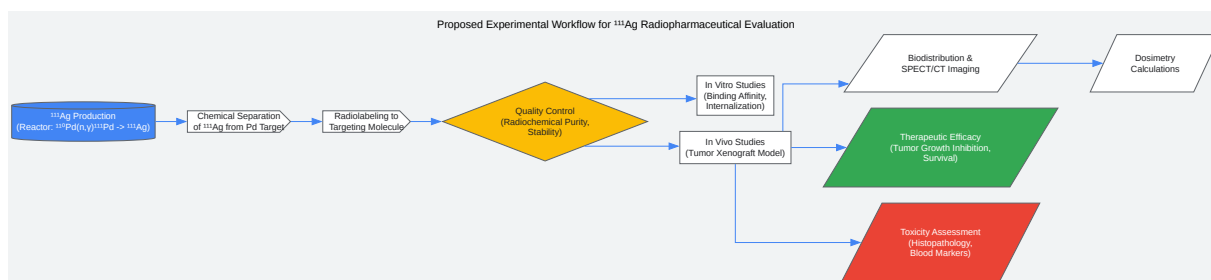 Proposed Experimental Workflow for ¹¹¹Ag Radiopharmaceutical Evaluation
¹¹¹Ag Production
(Reactor: ¹¹⁰Pd(n,γ)¹¹¹Pd -> ¹¹¹Ag)
Chemical Separation
of ¹¹¹Ag from Pd Target
Radiolabeling to
Targeting Molecule
Quality Control
(Radiochemical Purity,
Stability)
In Vitro Studies
(Binding Affinity,
Internalization)
In Vivo Studies
(Tumor Xenograft Model)
Biodistribution &
SPECT/CT Imaging
Dosimetry
Calculations
Therapeutic Efficacy
(Tumor Growth Inhibition,
Survival)
Toxicity Assessment
(Histopathology,
Blood Markers)